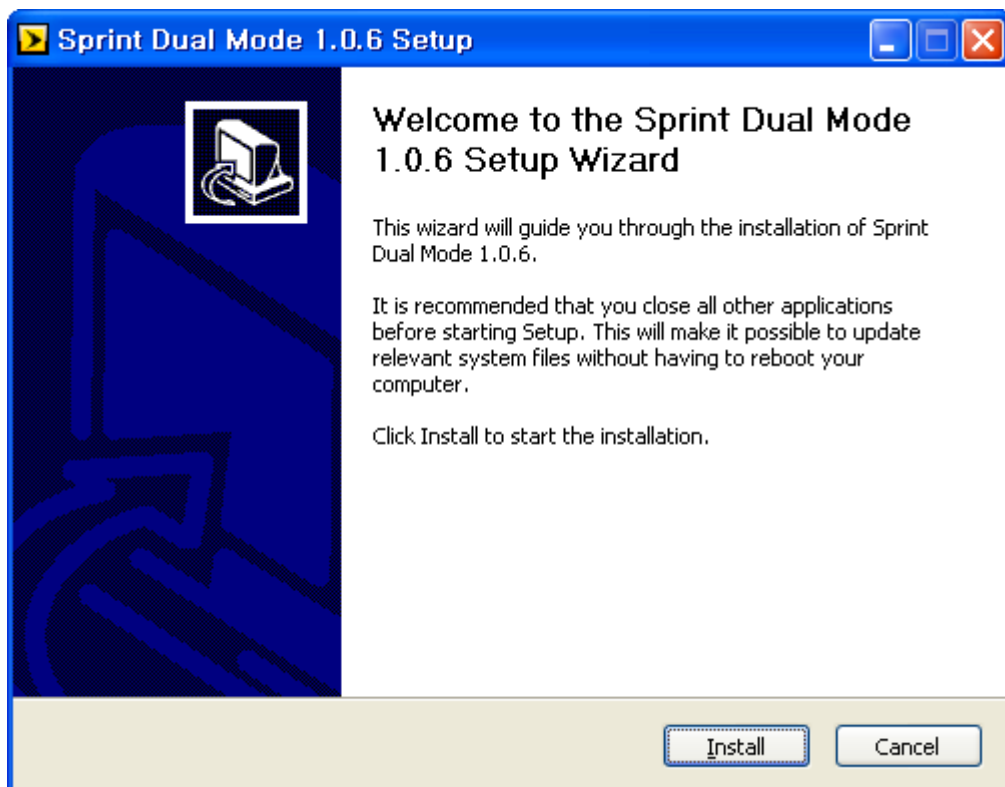 Sprint Dual Mode 1.0.6 Setup
Welcome to the Sprint Dual Mode
1.0.6 Setup Wizard
This wizard will guide you through the installation of Sprint
Dual Mode 1.0.6.
It is recommended that you close all other applications
before starting Setup. This will make it possible to update
relevant system files without having to reboot your
computer.
Click Install to start the installation.
Install
Cancel